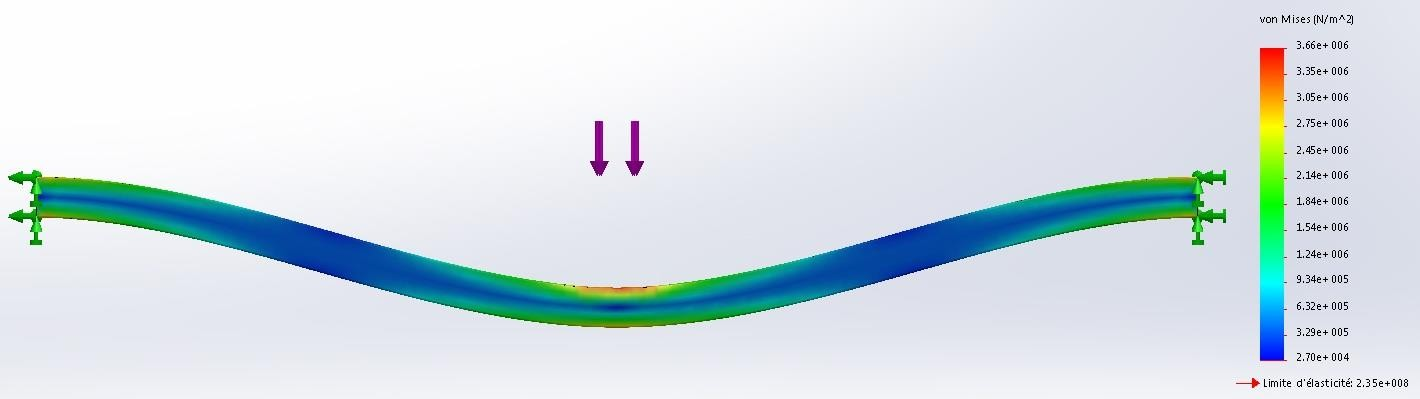 von Mises (N/m^2)
3.66e+006
3.35e+006
3.05e+006
2.75e+006
2.45e+006
2.14e+006
1.84e+006
1.54e+006
1.24e+006
9.34e+005
6.32e+005
3.29e+005
2.70e+004
Limite d'élasticité: 2.35e+008